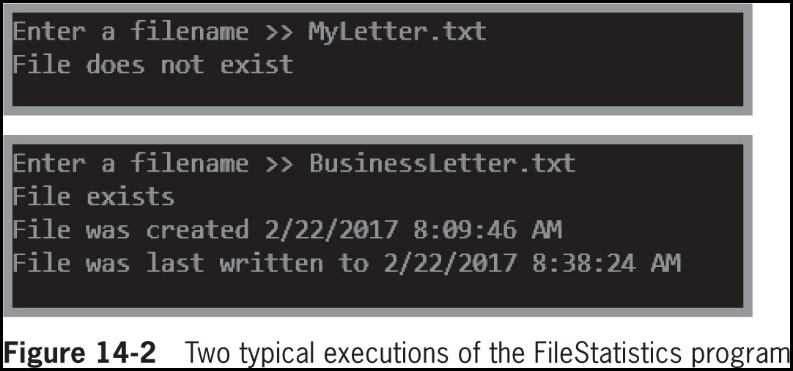 Enter a filename >> MyLetter.txt
File does not exist
Enter a filename >> BusinessLetter.txt
File exists
File was created 2/22/2017 8:09:46 AM
File was last written to 2/22/2017 8:38:24 AM
Figure 14-2 Two typical executions of the FileStatistics program